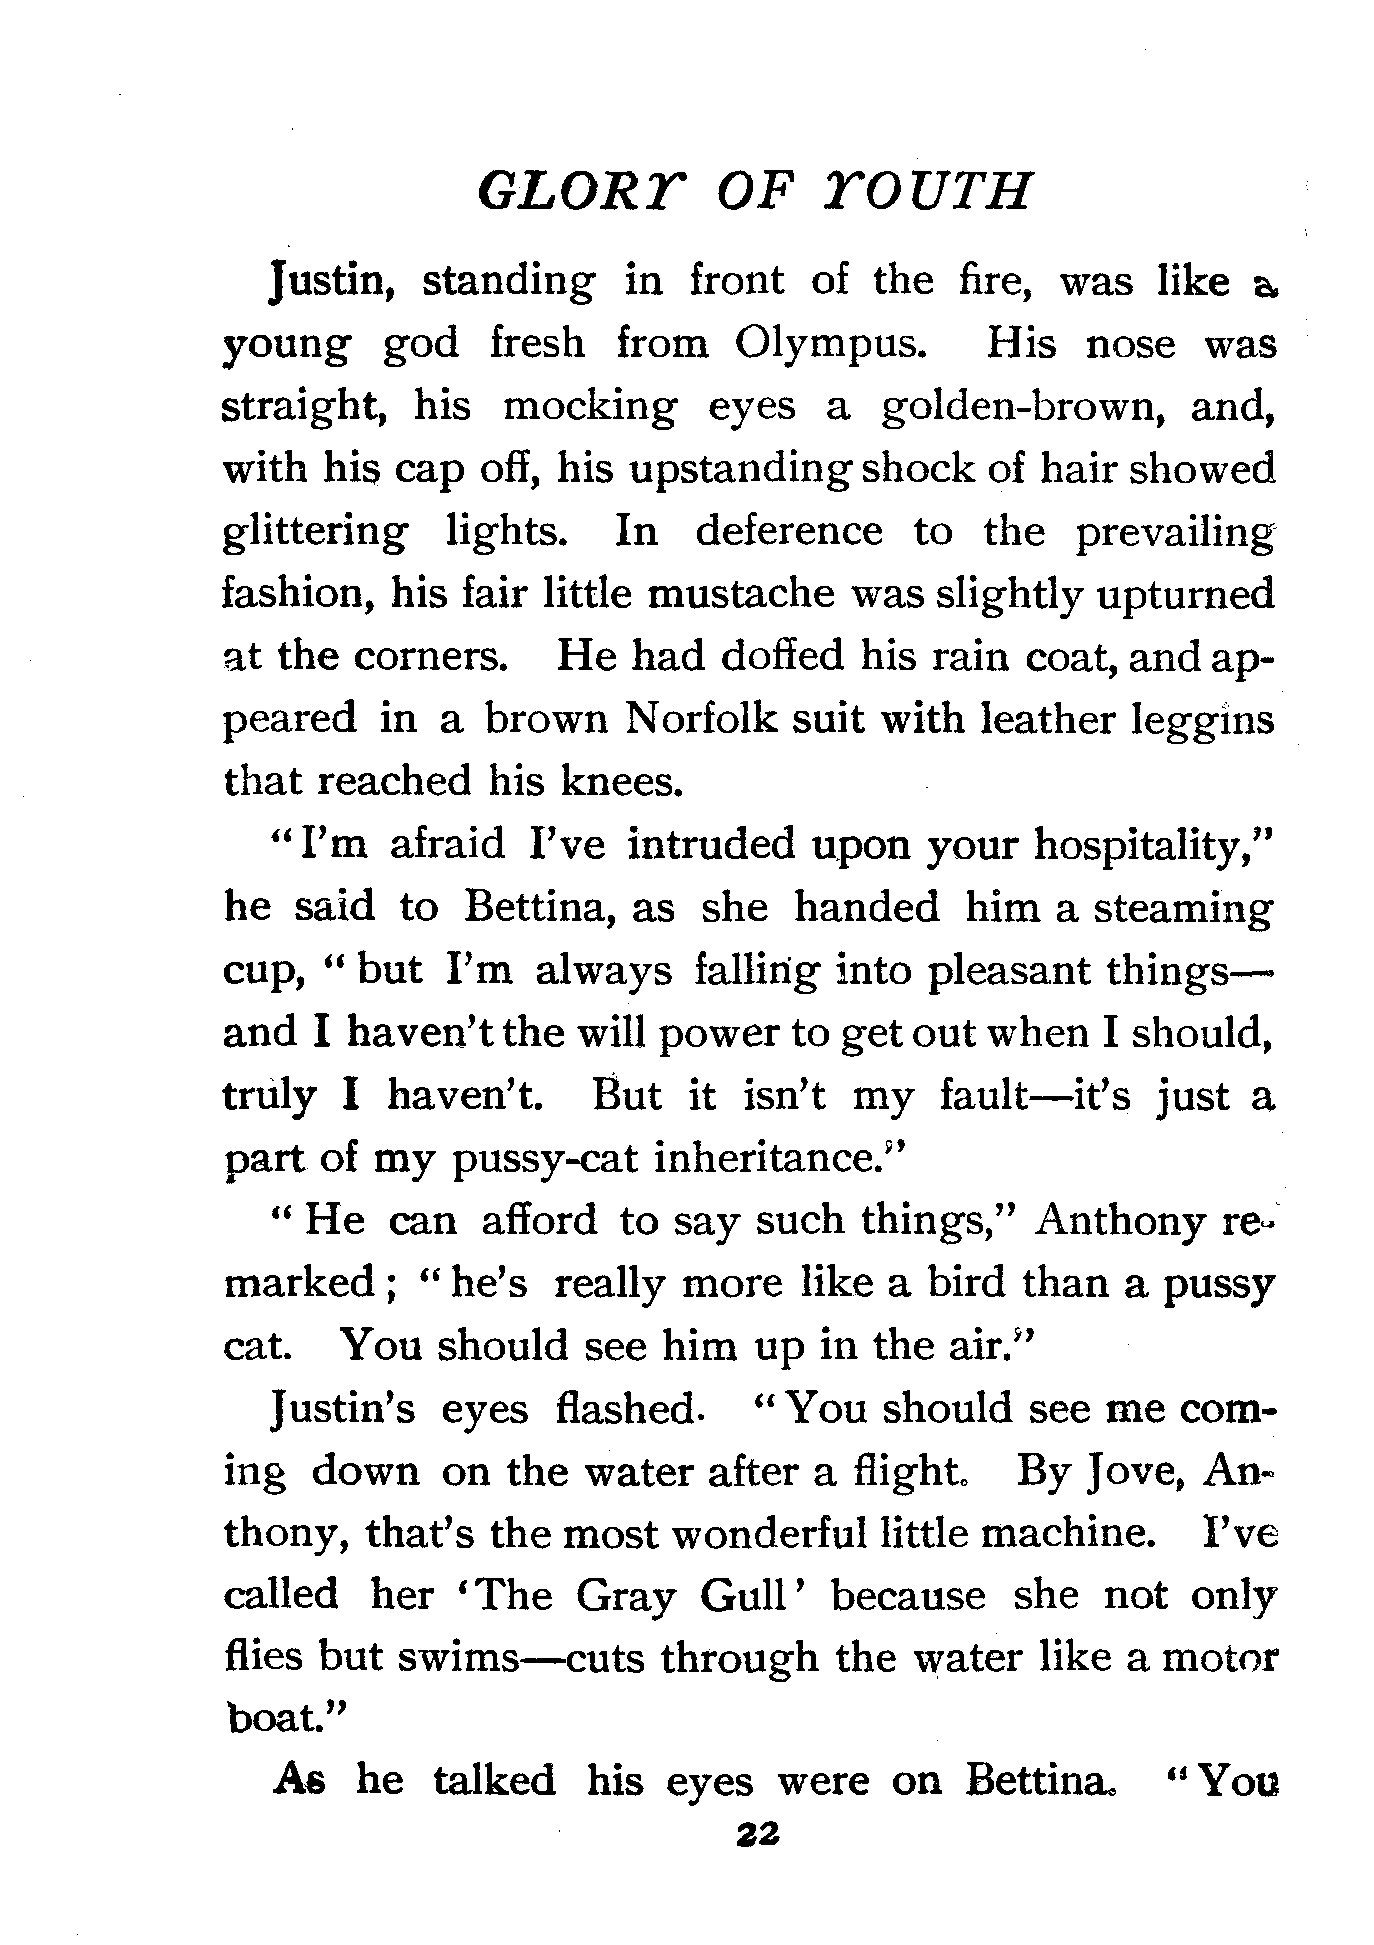 GLORY OF YOUTH
Justin, standing in front of the fire, was like a
young god fresh from Olympus. His nose was
straight, his mocking eyes a golden-brown, and,
with his cap off, his upstanding shock of hair showed
glittering lights. In deference to the prevailing
fashion, his fair little mustache was slightly upturned
at the corners. He had doffed his rain coat, and ap-
peared in a brown Norfolk suit with leather leggins
that reached his knees.
"I'm afraid I've intruded upon your hospitality,"
he said to Bettina, as she handed him a steaming
cup, "but I'm always falling into pleasant things—
and I haven't the will power to get out when I should,
truly I haven't. But it isn't my fault—it's just a
part of my pussy-cat inheritance."
"He can afford to say such things," Anthony re-
marked; "he's really more like a bird than a pussy
cat. You should see him up in the air."
Justin's eyes flashed. "You should see me com-
ing down on the water after a flight. By Jove, An-
thony, that's the most wonderful little machine. I've
called her 'The Gray Gull' because she not only
flies but swims—cuts through the water like a motor
boat."
As he talked his eyes were on Bettina. "You
22